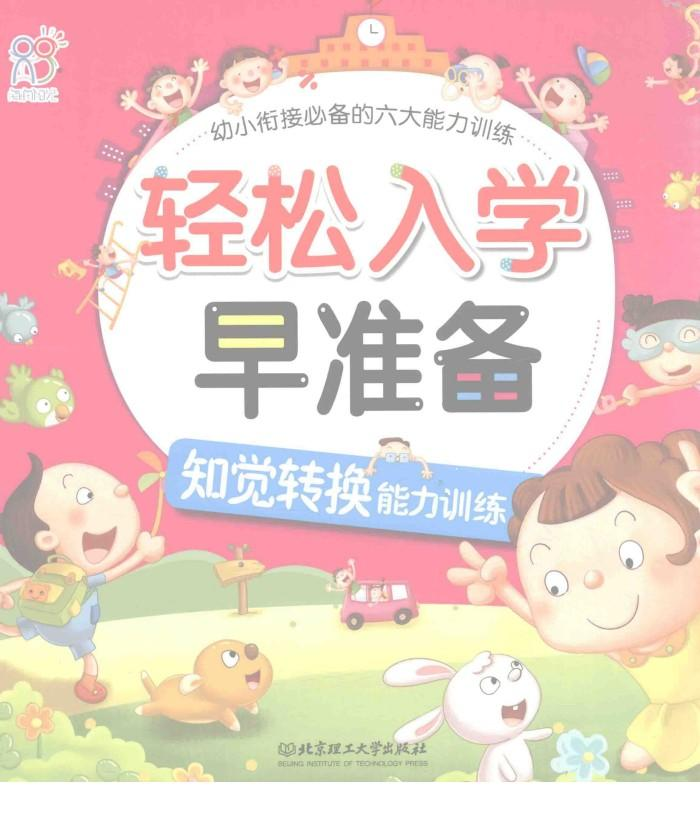 幼小衔接必备的六大能力训练
轻松入学
早准备
知觉转换能力训练
北京理工大学出版社
BEIJING INSTITUTE OF TECHNOLOGY PRESS